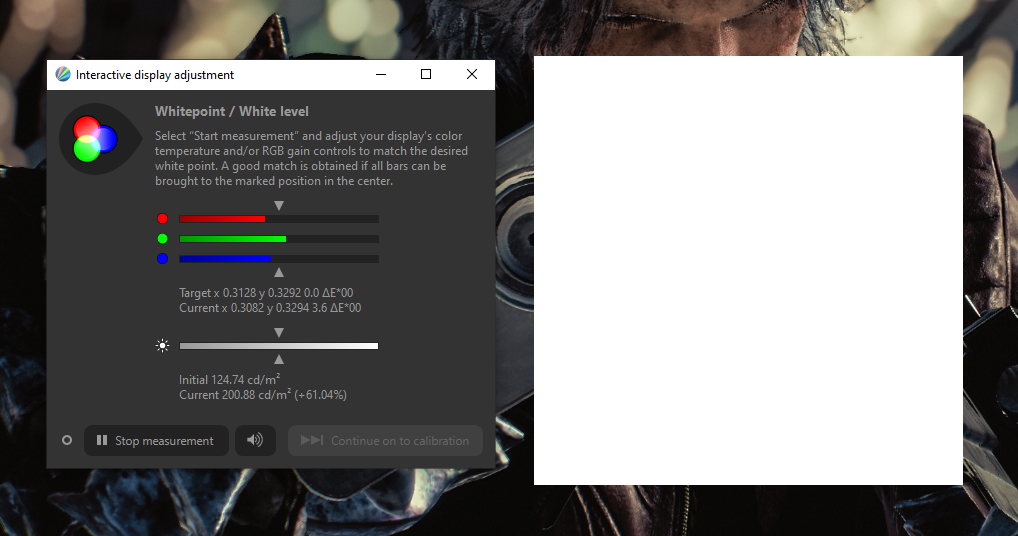 Interactive display adjustment
Whitepoint / White level
Select "Start measurement" and adjust your display's color
temperature and/or RGB gain controls to match the desired
white point. A good match is obtained if all bars can be
brought to the marked position in the center.
Target x 0.3128 y 0.3292 0.0 ΔE*00
Current x 0.3082 y 0.3294 3.6 ΔE*00
Initial 124.74 cd/m²
Current 200.88 cd/m² (+61.04%)
Stop measurement
Continue on to calibration